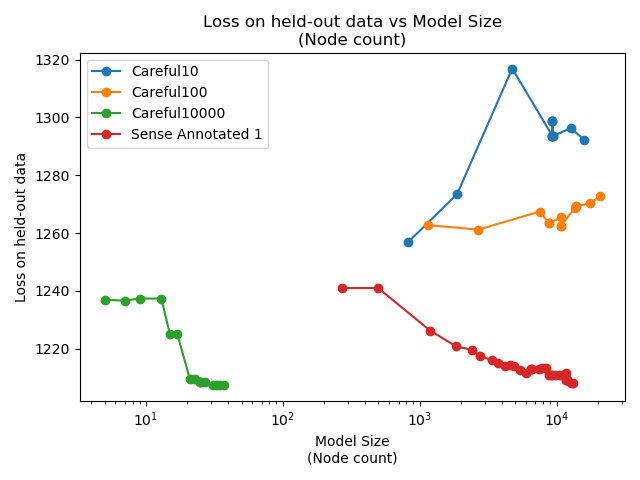 Loss on held-out data vs Model Size
(Node count)
Careful10
Careful100
Careful10000
Sense Annotated 1
Loss on held-out data
1320
1300
1280
1260
1240
1220
10¹
10²
10³
10⁴
Model Size
(Node count)